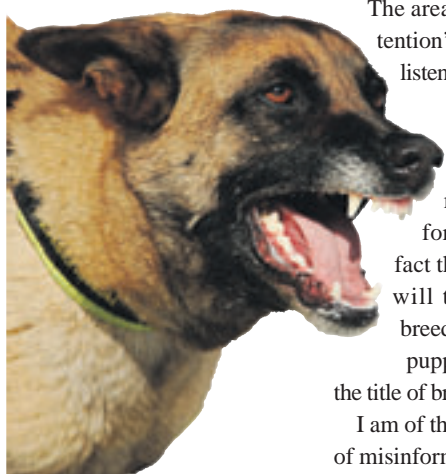 The area
tention'
listen
for
fact th
will t
breed
pupp
the title of br
I am of th
of misinform